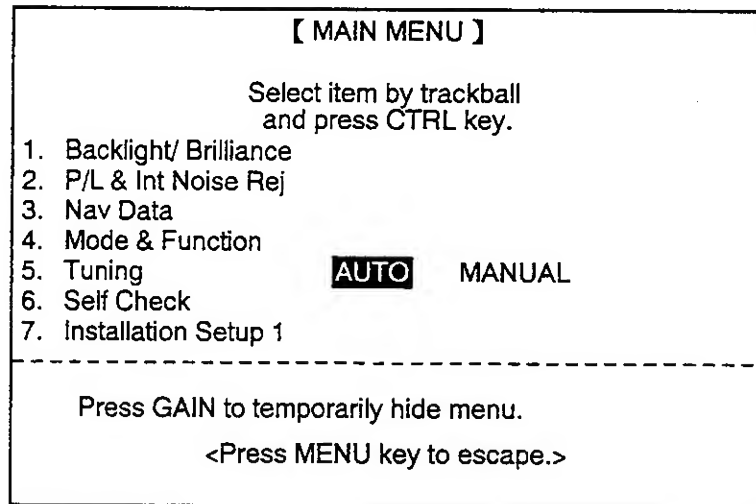 【 MAIN MENU 】
Select item by trackball
and press CTRL key.
1. Backlight/ Brilliance
2. P/L & Int Noise Rej
3. Nav Data
4. Mode & Function
5. Tuning AUTO MANUAL
6. Self Check
7. Installation Setup 1
Press GAIN to temporarily hide menu.
<Press MENU key to escape.>